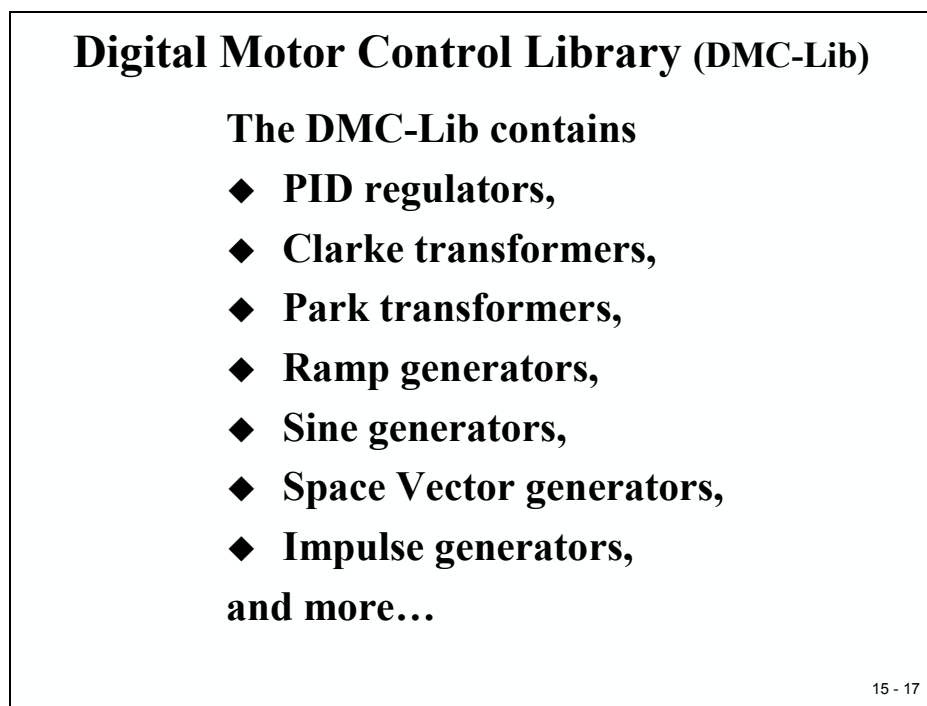 Digital Motor Control Library (DMC-Lib)
The DMC-Lib contains
◆ PID regulators,
◆ Clarke transformers,
◆ Park transformers,
◆ Ramp generators,
◆ Sine generators,
◆ Space Vector generators,
◆ Impulse generators,
and more…
15 - 17